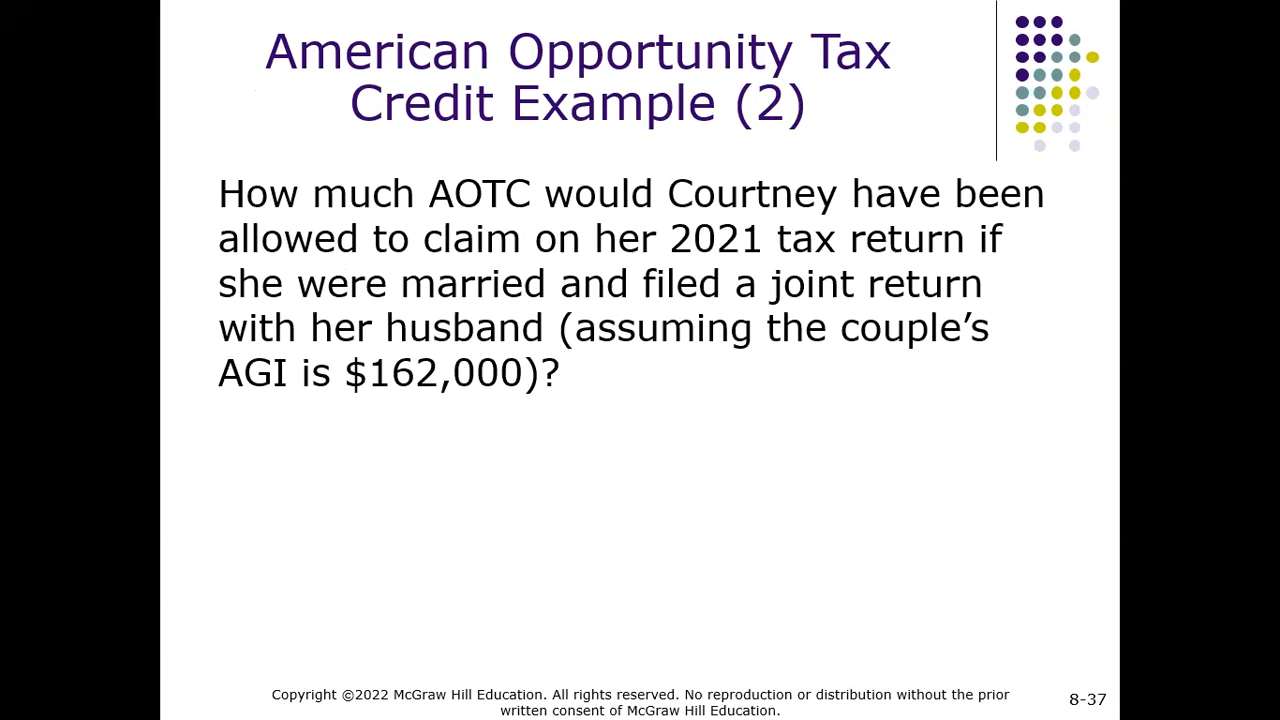 American Opportunity Tax
Credit Example (2)
How much AOTC would Courtney have been
allowed to claim on her 2021 tax return if
she were married and filed a joint return
with her husband (assuming the couple’s
AGI is $162,000)?
Copyright ©2022 McGraw Hill Education. All rights reserved. No reproduction or distribution without the prior
written consent of McGraw Hill Education.
8-37